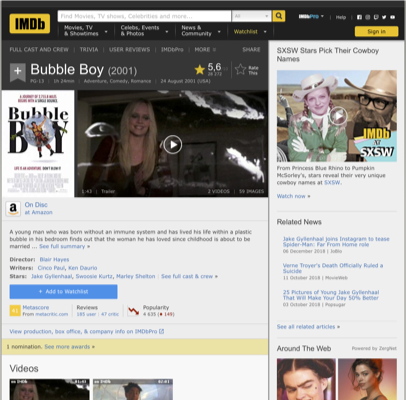 IMDb
Find Movies, TV shows, Celebrities and more...
All
IMDbPro
Help
Movies, TV
& Showtimes
Celebs, Events
& Photos
News &
Community
Watchlist
Sign in
FULL CAST AND CREW | TRIVIA | USER REVIEWS | IMDbPro | MORE
SHARE
Bubble Boy (2001)
PG-13 | 1h 24min | Adventure, Comedy, Romance | 24 August 2001 (USA)
5,6
Rate
This
Bubble
BOY
1:43 | Trailer
2 VIDEOS | 59 IMAGES
On Disc
at Amazon
A young man who was born without an immune system and has lived his life within a plastic
bubble in his bedroom finds out that the woman he has loved since childhood is about to be
married ... See full summary »
Director: Blair Hayes
Writers: Cinco Paul, Ken Daurio
Stars: Jake Gyllenhaal, Swoosie Kurtz, Marley Shelton | See full cast & crew »
+ Add to Watchlist
Metascore
From metacritic.com
Reviews
185 user | 47 critic
Popularity
4 635
View production, box office, & company info on IMDbPro
1 nomination. See more awards »
Videos
SXSW Stars Pick Their Cowboy
Names
IMDb
AT
SXSW
From Pinecone Rhino to Pumpkin
McSorley's, stars reveal their very unique
cowboy names at SXSW.
Watch now »
Related News
Jake Gyllenhaal joins Instagram to tease
Spider-Man: Far From Home role
06 December 2018 | JoBlo
Verne Troyer's Death Officially Ruled a
Suicide
11 October 2018 | MovieWeb
25 Pictures of Young Jake Gyllenhaal
That Will Make Your Day 50% Better
03 October 2018 | Popsugar
See all related articles »
Around The Web
Powered by ZergNet